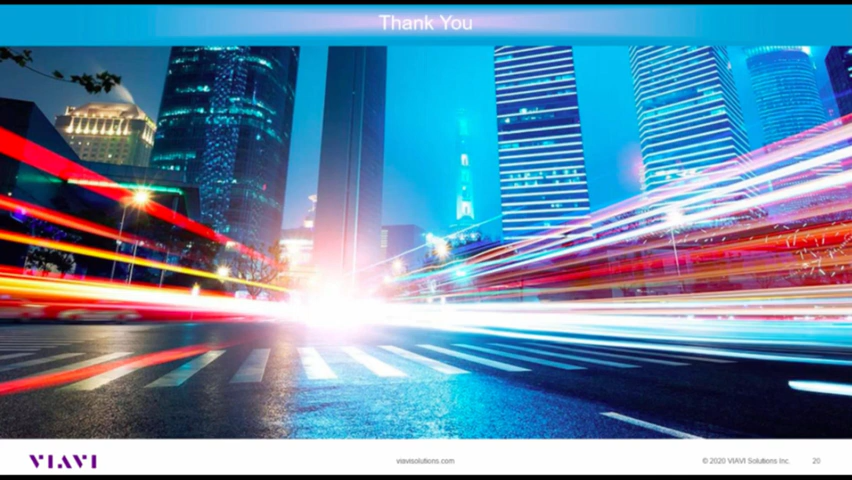 Thank You
VIAVI
viavisolutions.com
© 2020 VIAVI Solutions Inc.
20